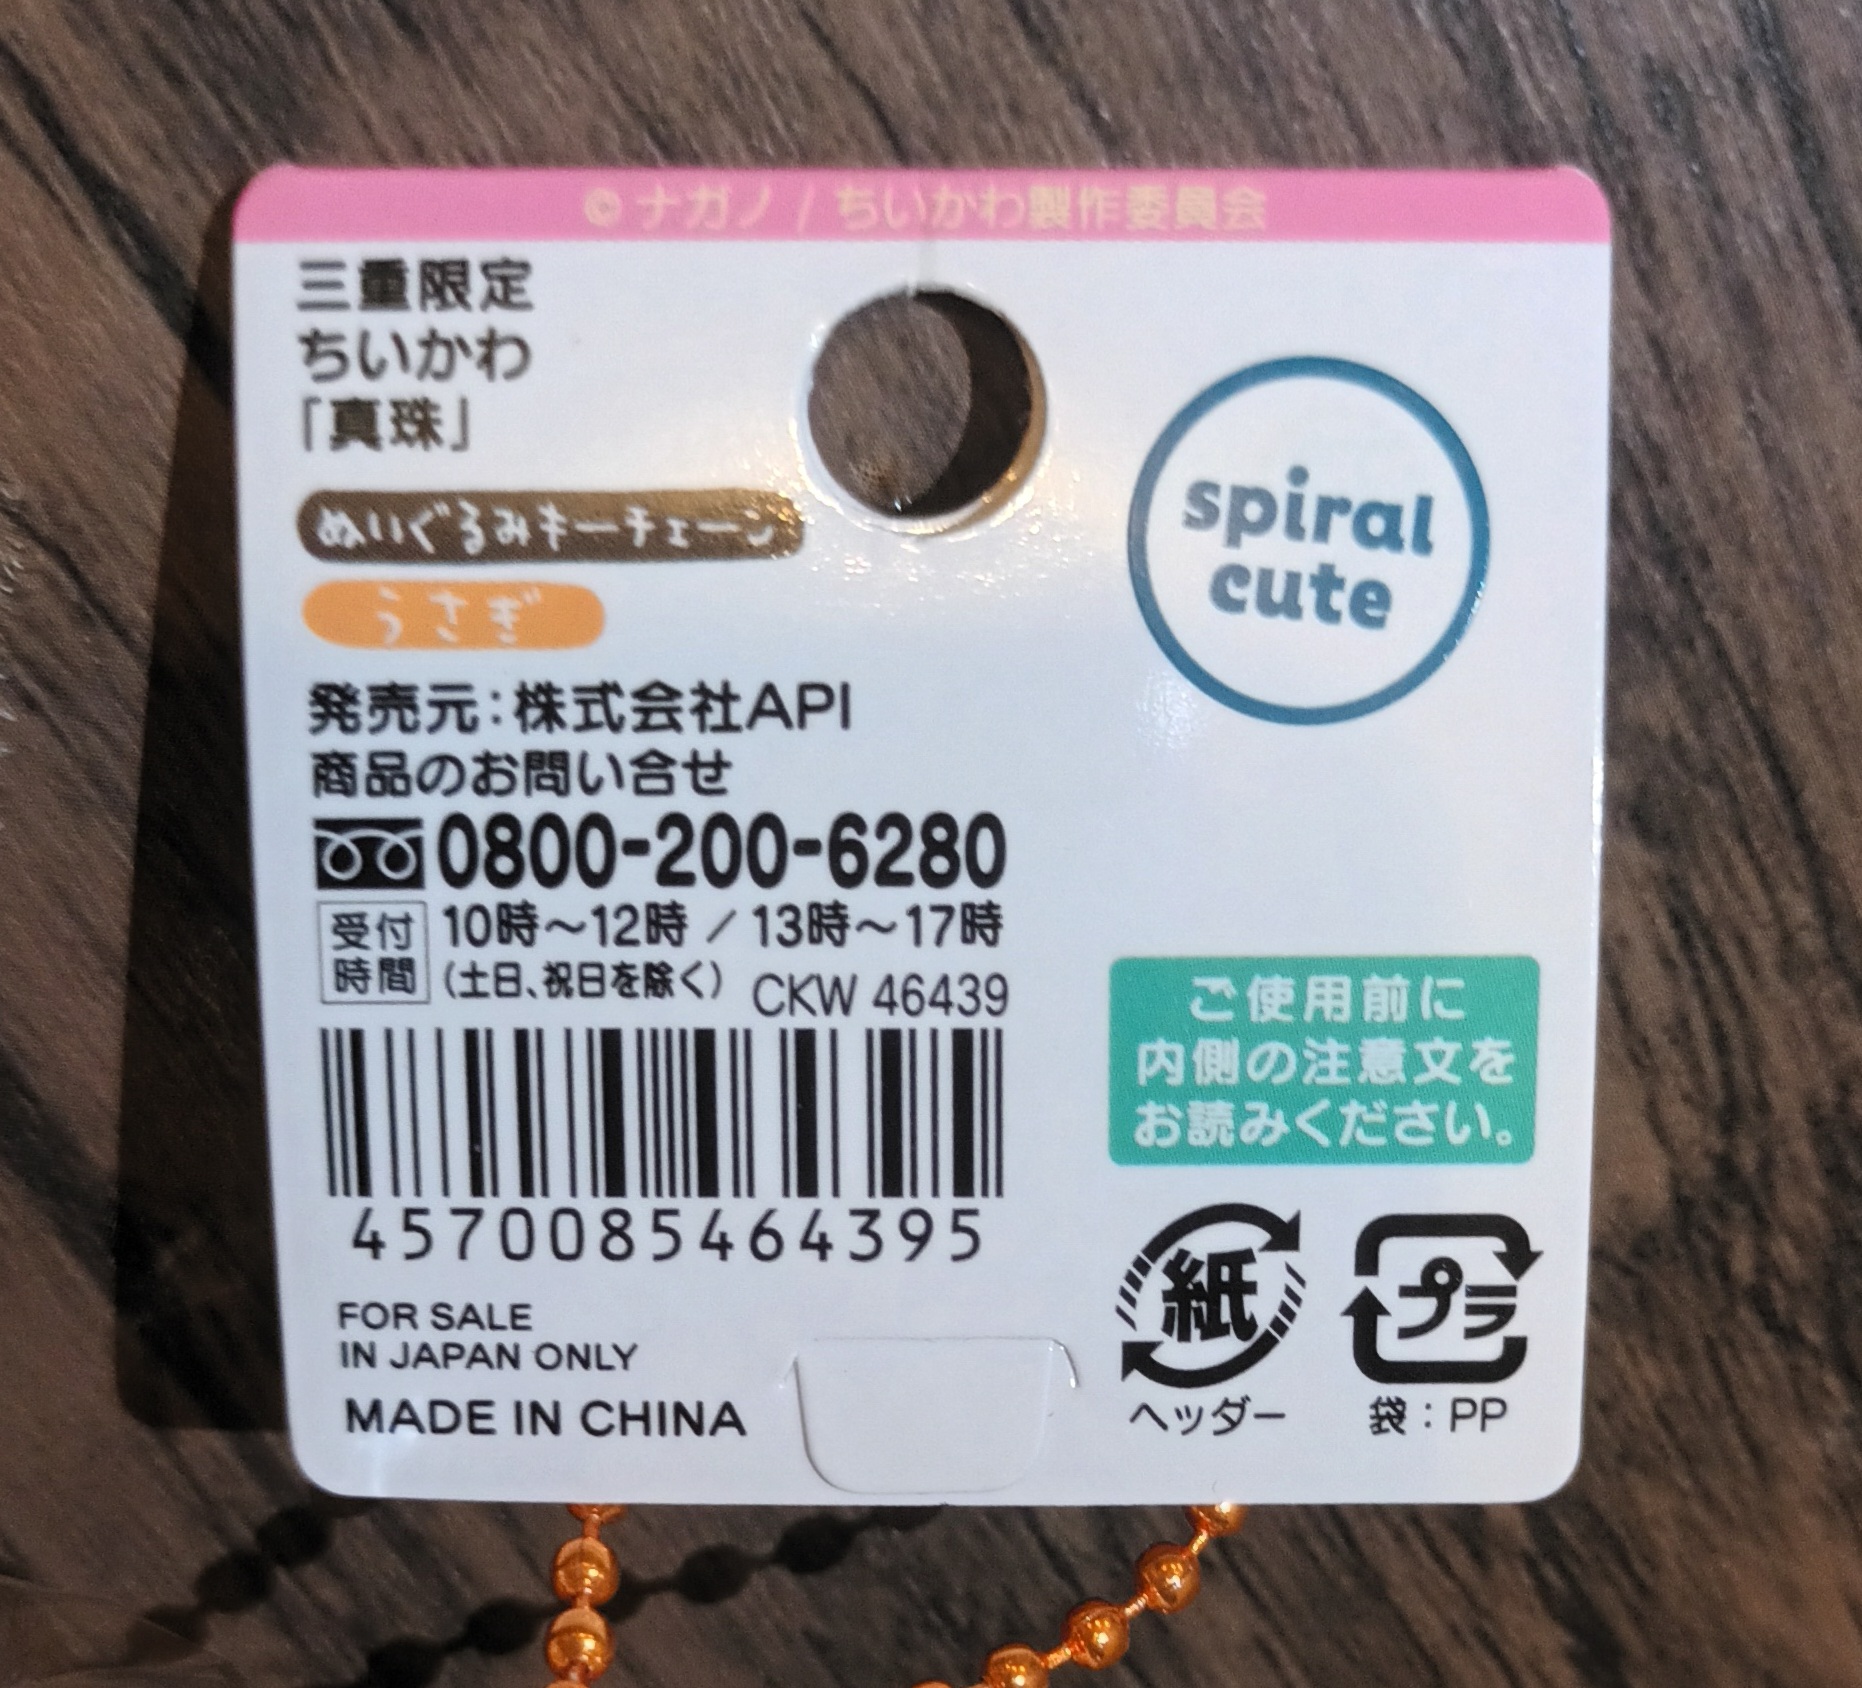 © ナガノ / ちいかわ製作委員会
三重限定
ちいかわ
「真珠」
ぬいぐるみキーチェーン
うさぎ
spiral
cute
発売元:株式会社API
商品のお問い合せ
0800-200-6280
受付
時間
10時～12時 / 13時～17時
(土日、祝日を除く)
CKW 46439
4570085464395
FOR SALE
IN JAPAN ONLY
MADE IN CHINA
ご使用前に
内側の注意文を
お読みください。
紙
ヘッダー
プラ
袋:PP